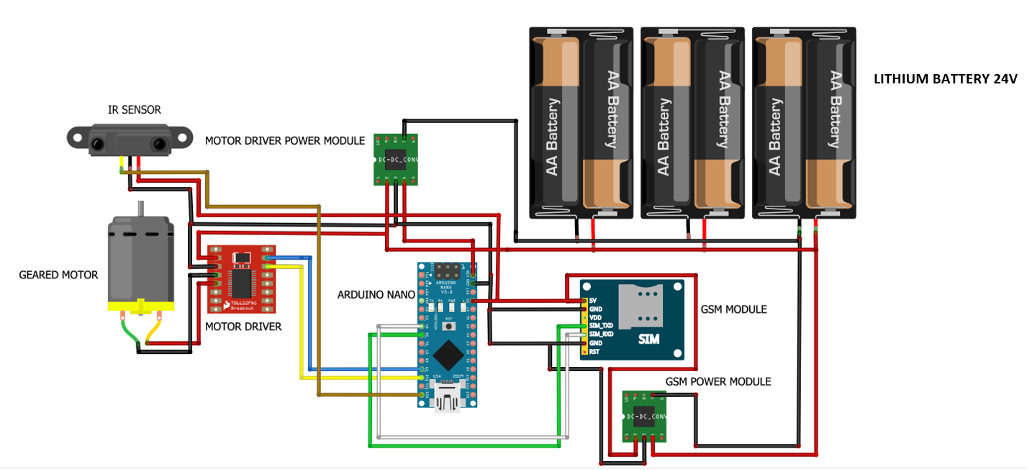 LITHIUM BATTERY 24V
AA Battery
AA Battery
AA Battery
AA Battery
AA Battery
AA Battery
IR SENSOR
MOTOR DRIVER POWER MODULE
DC-DC_CONV
GEARED MOTOR
MOTOR DRIVER
ARDUINO NANO
ARDUINO
NANO
V3.0
RST
USA
GSM MODULE
5V
GND
VDD
SIM_TXD
SIM_RXD
GND
RST
SIM
GSM POWER MODULE
DC-DC_CONV